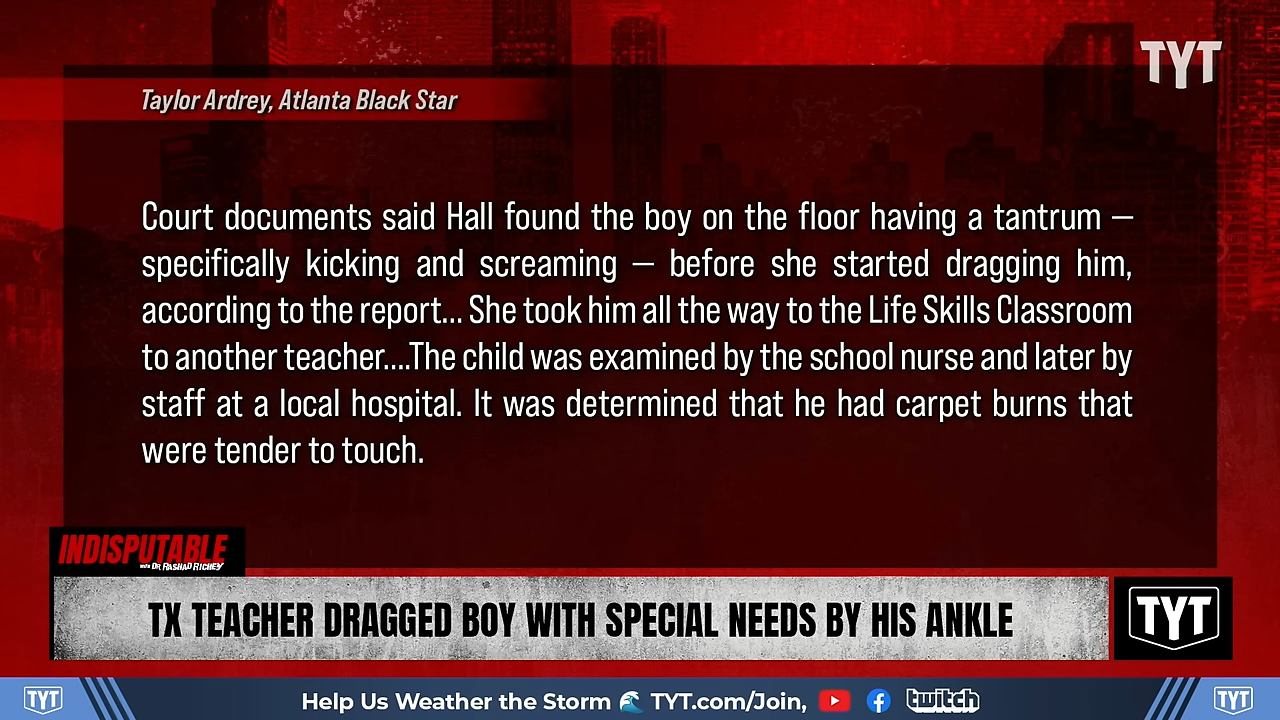 TYT
Taylor Ardrey, Atlanta Black Star
Court documents said Hall found the boy on the floor having a tantrum —
specifically kicking and screaming — before she started dragging him,
according to the report... She took him all the way to the Life Skills Classroom
to another teacher....The child was examined by the school nurse and later by
staff at a local hospital. It was determined that he had carpet burns that
were tender to touch.
INDISPUTABLE
WITH DR RASHAD RICHEY
TX TEACHER DRAGGED BOY WITH SPECIAL NEEDS BY HIS ANKLE
TYT
TYT
Help Us Weather the Storm 🌊 TYT.com/Join,
twitch
TYT